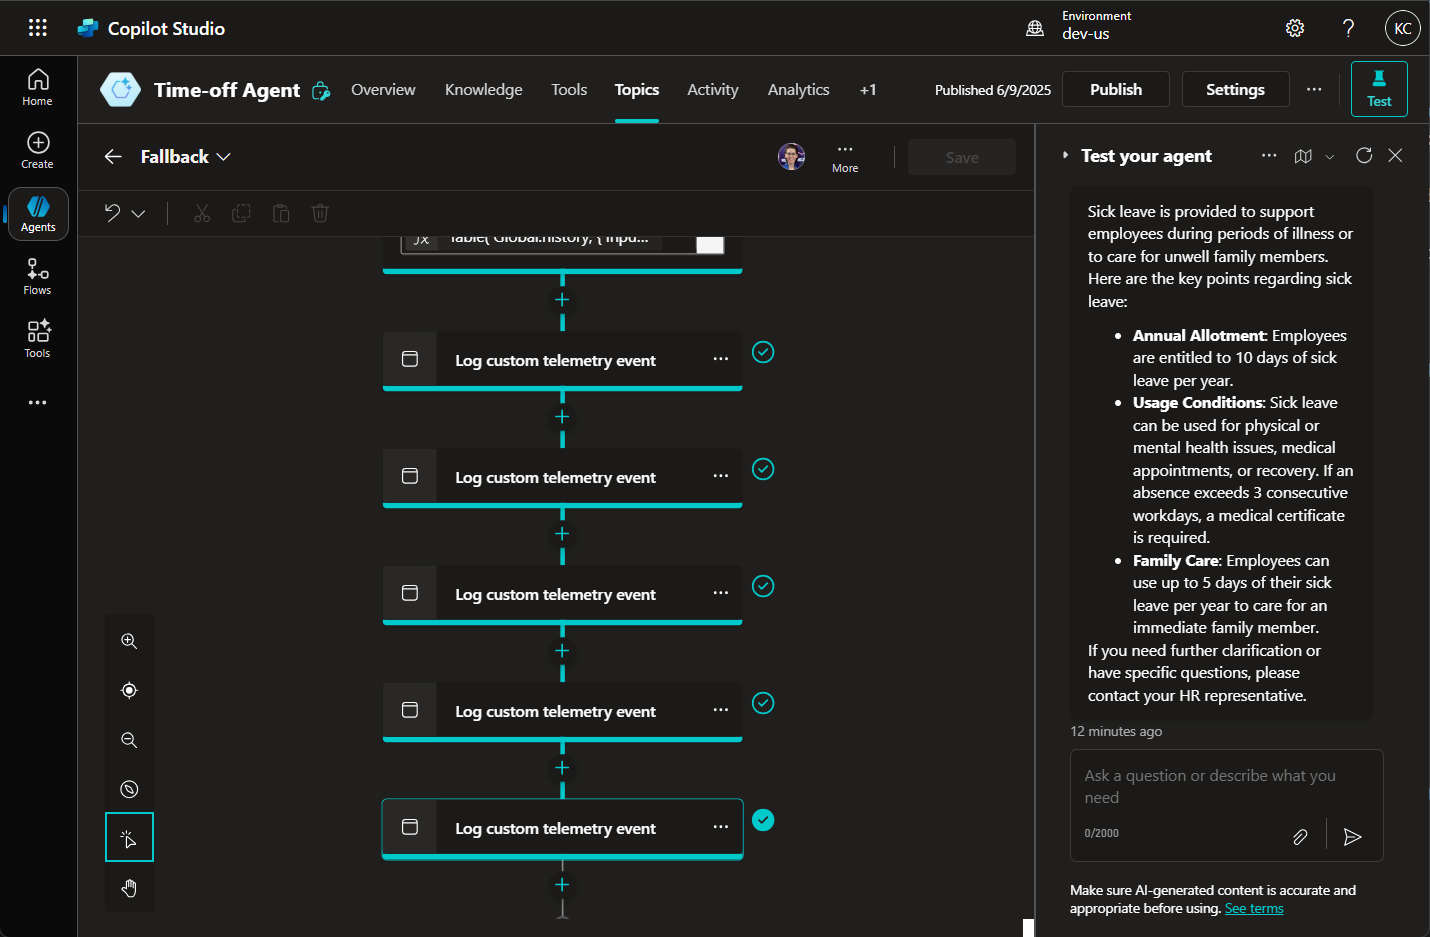 Copilot Studio
Environment
dev-us
KC
Home
Create
Agents
Flows
Tools
Time-off Agent
Overview
Knowledge
Tools
Topics
Activity
Analytics
+1
Published 6/9/2025
Publish
Settings
Test
Fallback
More
Save
fx
Table( Global.history, { Inpu...
Log custom telemetry event
Log custom telemetry event
Log custom telemetry event
Log custom telemetry event
Log custom telemetry event
Test your agent
Sick leave is provided to support
employees during periods of illness or
to care for unwell family members.
Here are the key points regarding sick
leave:
• Annual Allotment: Employees
are entitled to 10 days of sick
leave per year.
• Usage Conditions: Sick leave
can be used for physical or
mental health issues, medical
appointments, or recovery. If an
absence exceeds 3 consecutive
workdays, a medical certificate
is required.
• Family Care: Employees can
use up to 5 days of their sick
leave per year to care for an
immediate family member.
If you need further clarification or
have specific questions, please
contact your HR representative.
12 minutes ago
Ask a question or describe what you
need
0/2000
Make sure AI-generated content is accurate and
appropriate before using. See terms